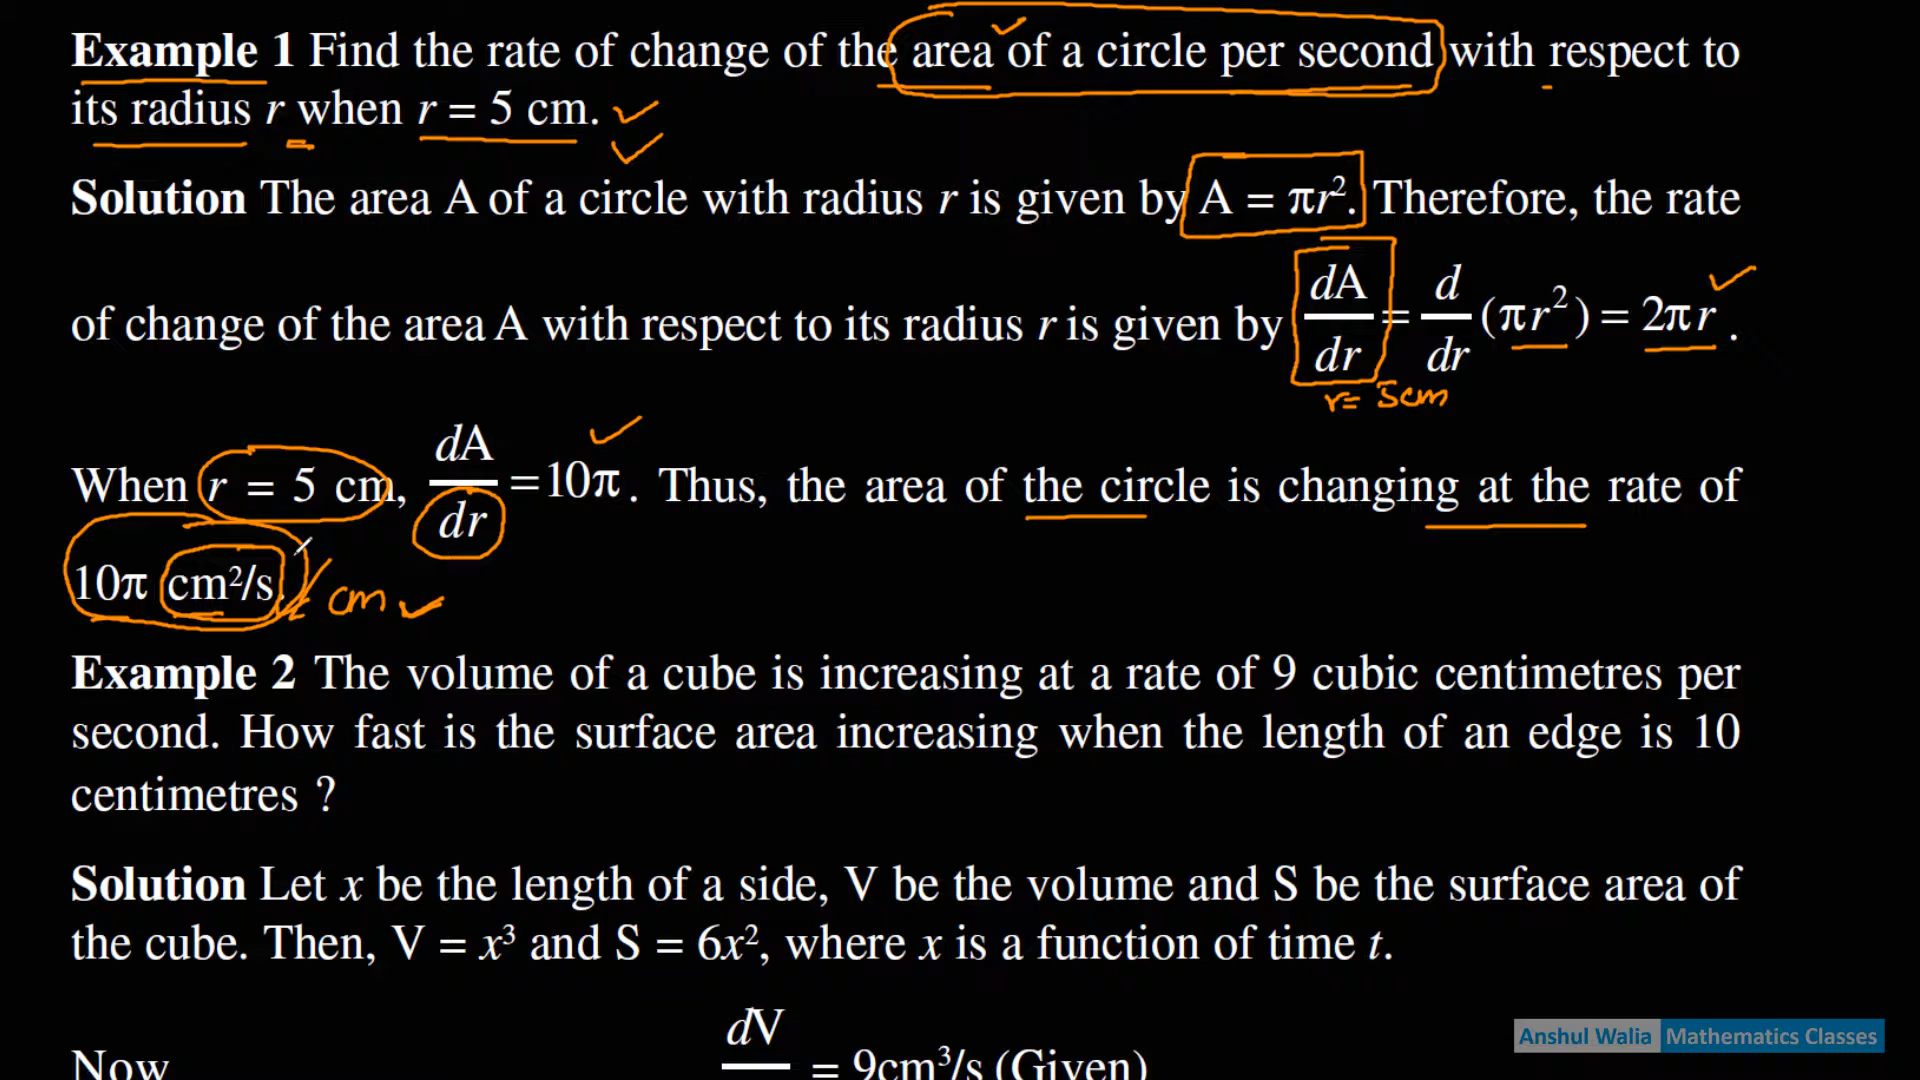 Example 1 Find the rate of change of the area of a circle per second with respect to
its radius r when r = 5 cm.
Solution The area A of a circle with radius r is given by A = πr². Therefore, the rate
of change of the area A with respect to its radius r is given by dA/dr = d/dr (πr²) = 2πr .
r = 5cm
When r = 5 cm, dA/dr = 10π. Thus, the area of the circle is changing at the rate of
10π cm²/s. / cm
Example 2 The volume of a cube is increasing at a rate of 9 cubic centimetres per
second. How fast is the surface area increasing when the length of an edge is 10
centimetres ?
Solution Let x be the length of a side, V be the volume and S be the surface area of
the cube. Then, V = x³ and S = 6x², where x is a function of time t.
Now dV = 9cm³/s (Given)
Anshul Walia Mathematics Classes